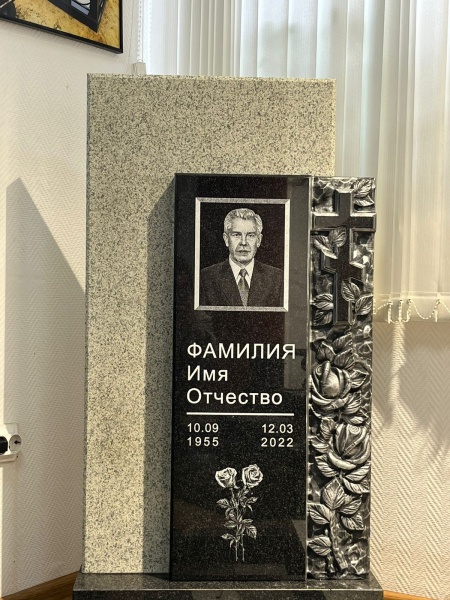 ФАМИЛИЯ
Имя
Отчество
10.09 12.03
1955 2022